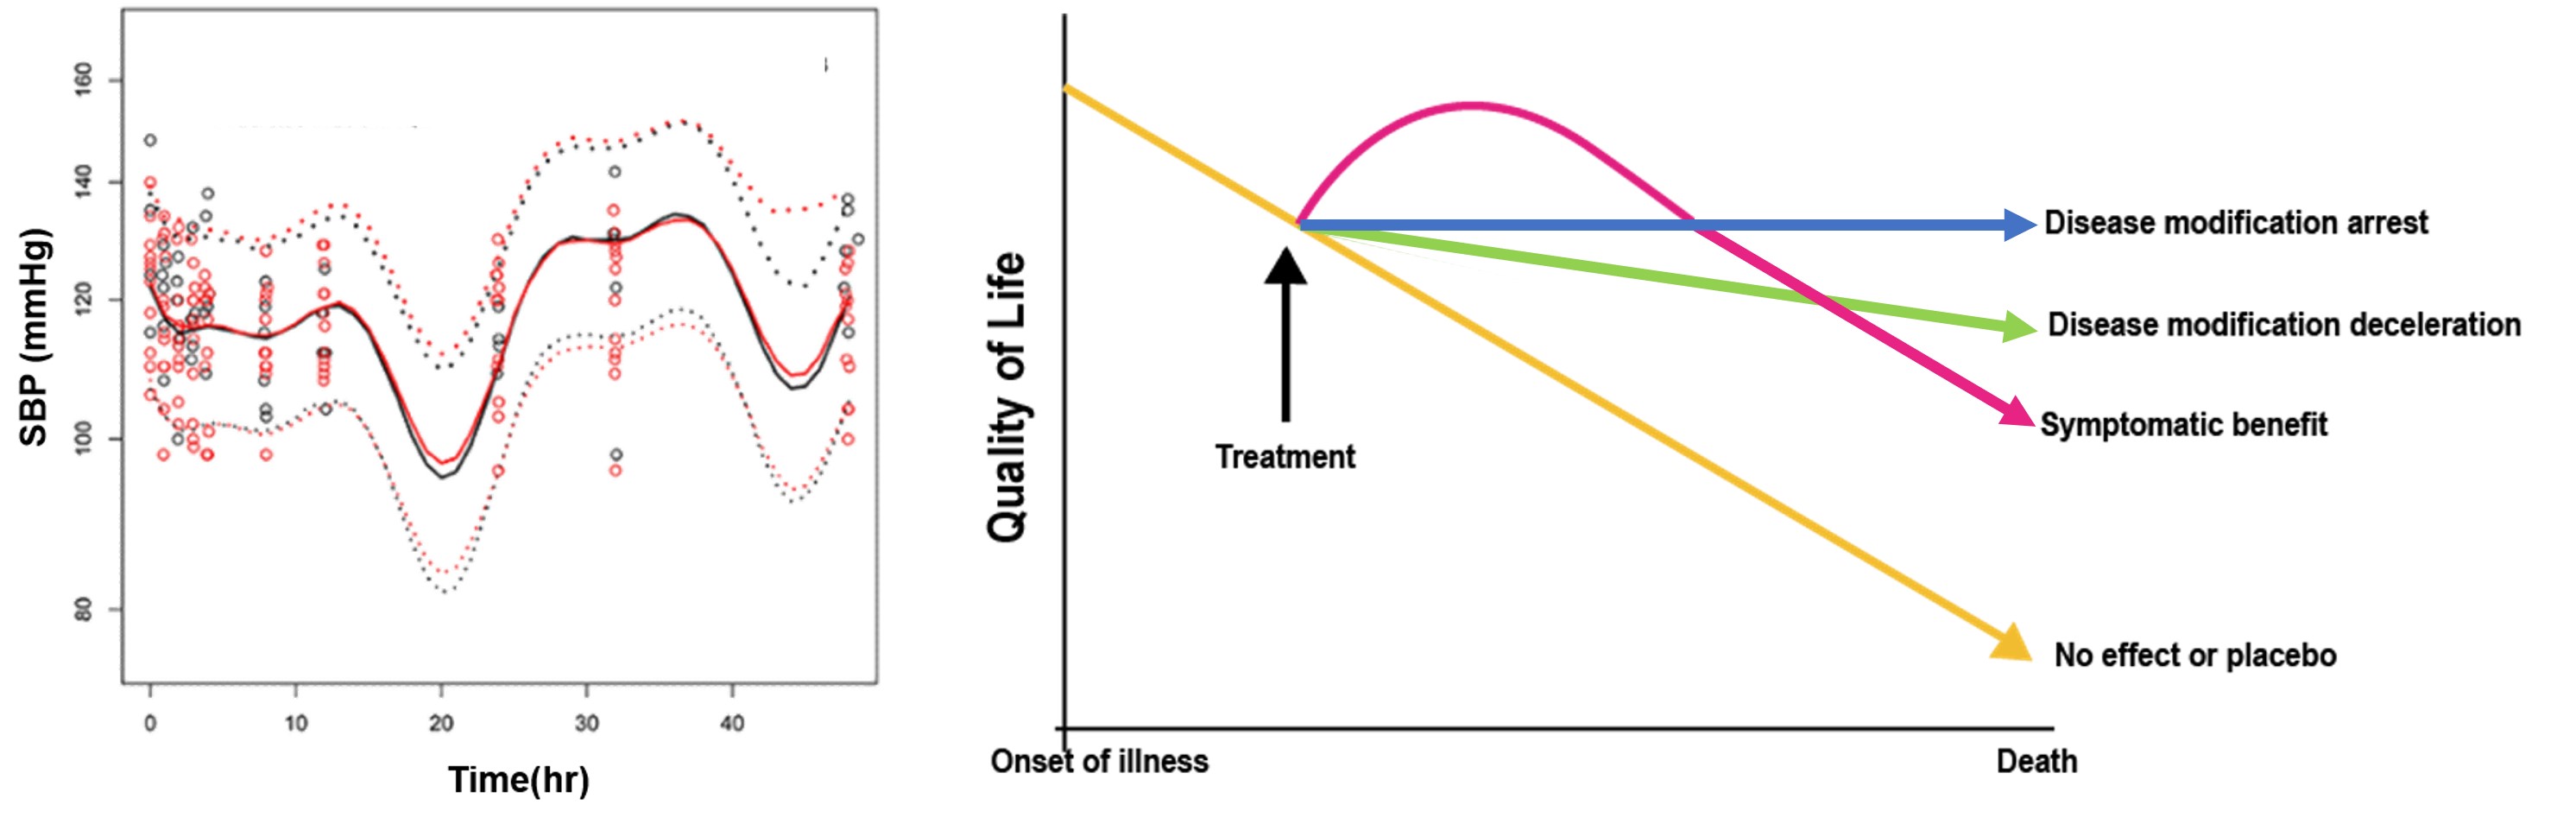 160
140
120
100
80
SBP (mmHg)
0 10 20 30 40
Time(hr)
Quality of Life
Treatment
Disease modification arrest
Disease modification deceleration
Symptomatic benefit
No effect or placebo
Onset of illness
Death